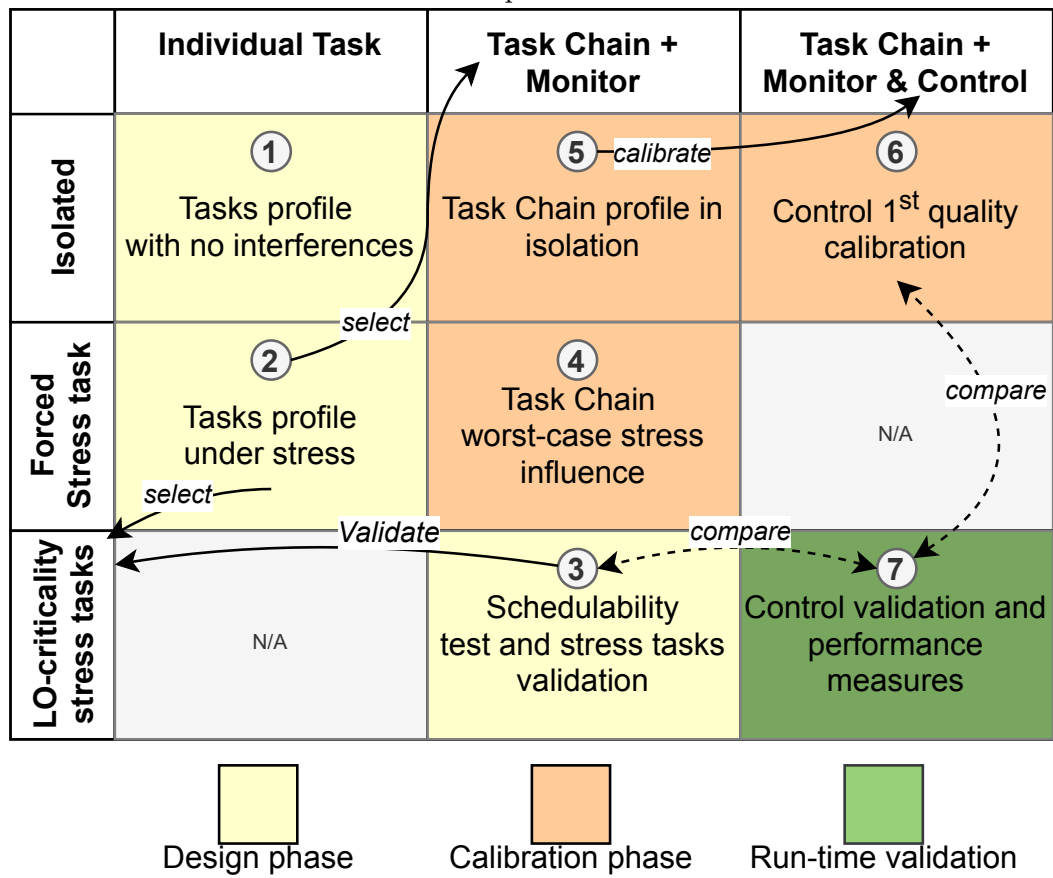 Individual Task
Task Chain +
Monitor
Task Chain +
Monitor & Control
Isolated
1
Tasks profile
with no interferences
5
calibrate
Task Chain profile in
isolation
6
Control 1st quality
calibration
select
Forced
Stress task
2
Tasks profile
under stress
select
4
Task Chain
worst-case stress
influence
N/A
compare
LO-criticality
stress tasks
Validate
N/A
3
compare
Schedulability
test and stress tasks
validation
7
Control validation and
performance
measures
Design phase
Calibration phase
Run-time validation